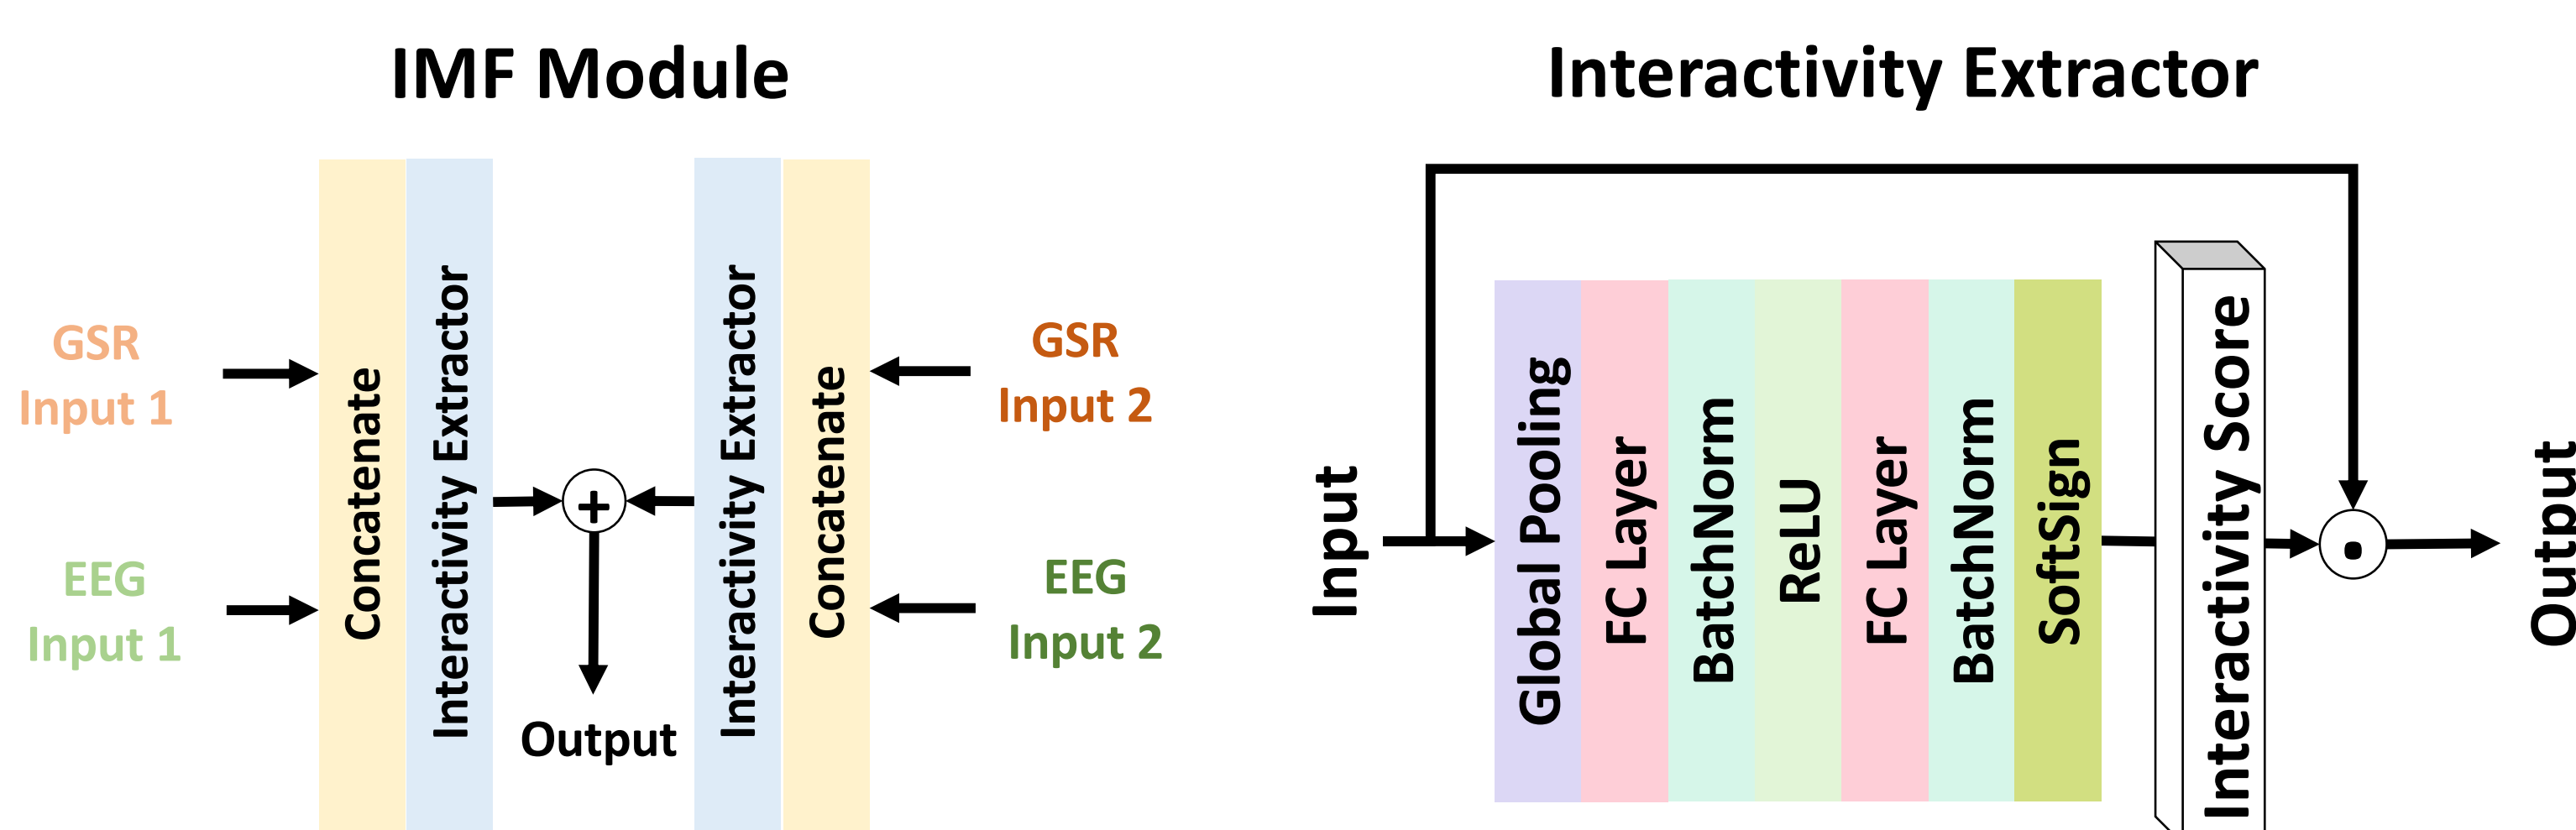 IMF Module
GSR
Input 1
EEG
Input 1
Concatenate
Interactivity Extractor
+
Output
Interactivity Extractor
Concatenate
GSR
Input 2
EEG
Input 2
Interactivity Extractor
Input
Global Pooling
FC Layer
BatchNorm
ReLU
FC Layer
BatchNorm
SoftSign
Interactivity Score
Output